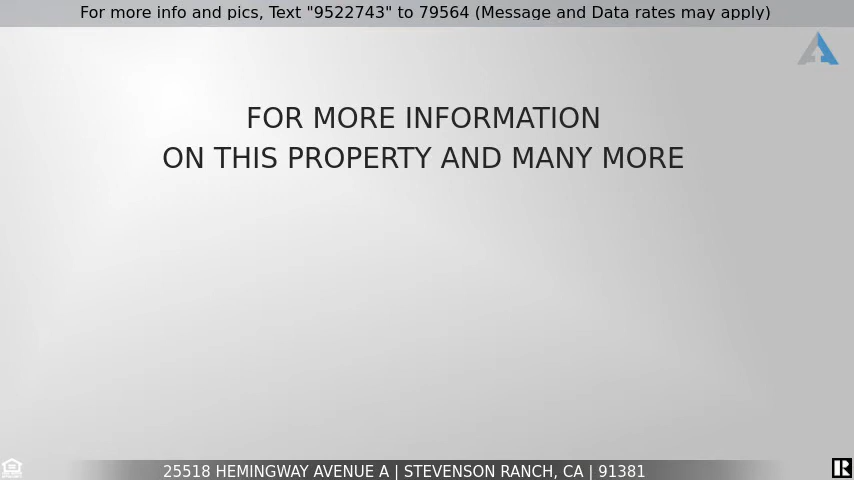 For more info and pics, Text "9522743" to 79564 (Message and Data rates may apply)
FOR MORE INFORMATION
ON THIS PROPERTY AND MANY MORE
25518 HEMINGWAY AVENUE A | STEVENSON RANCH, CA | 91381